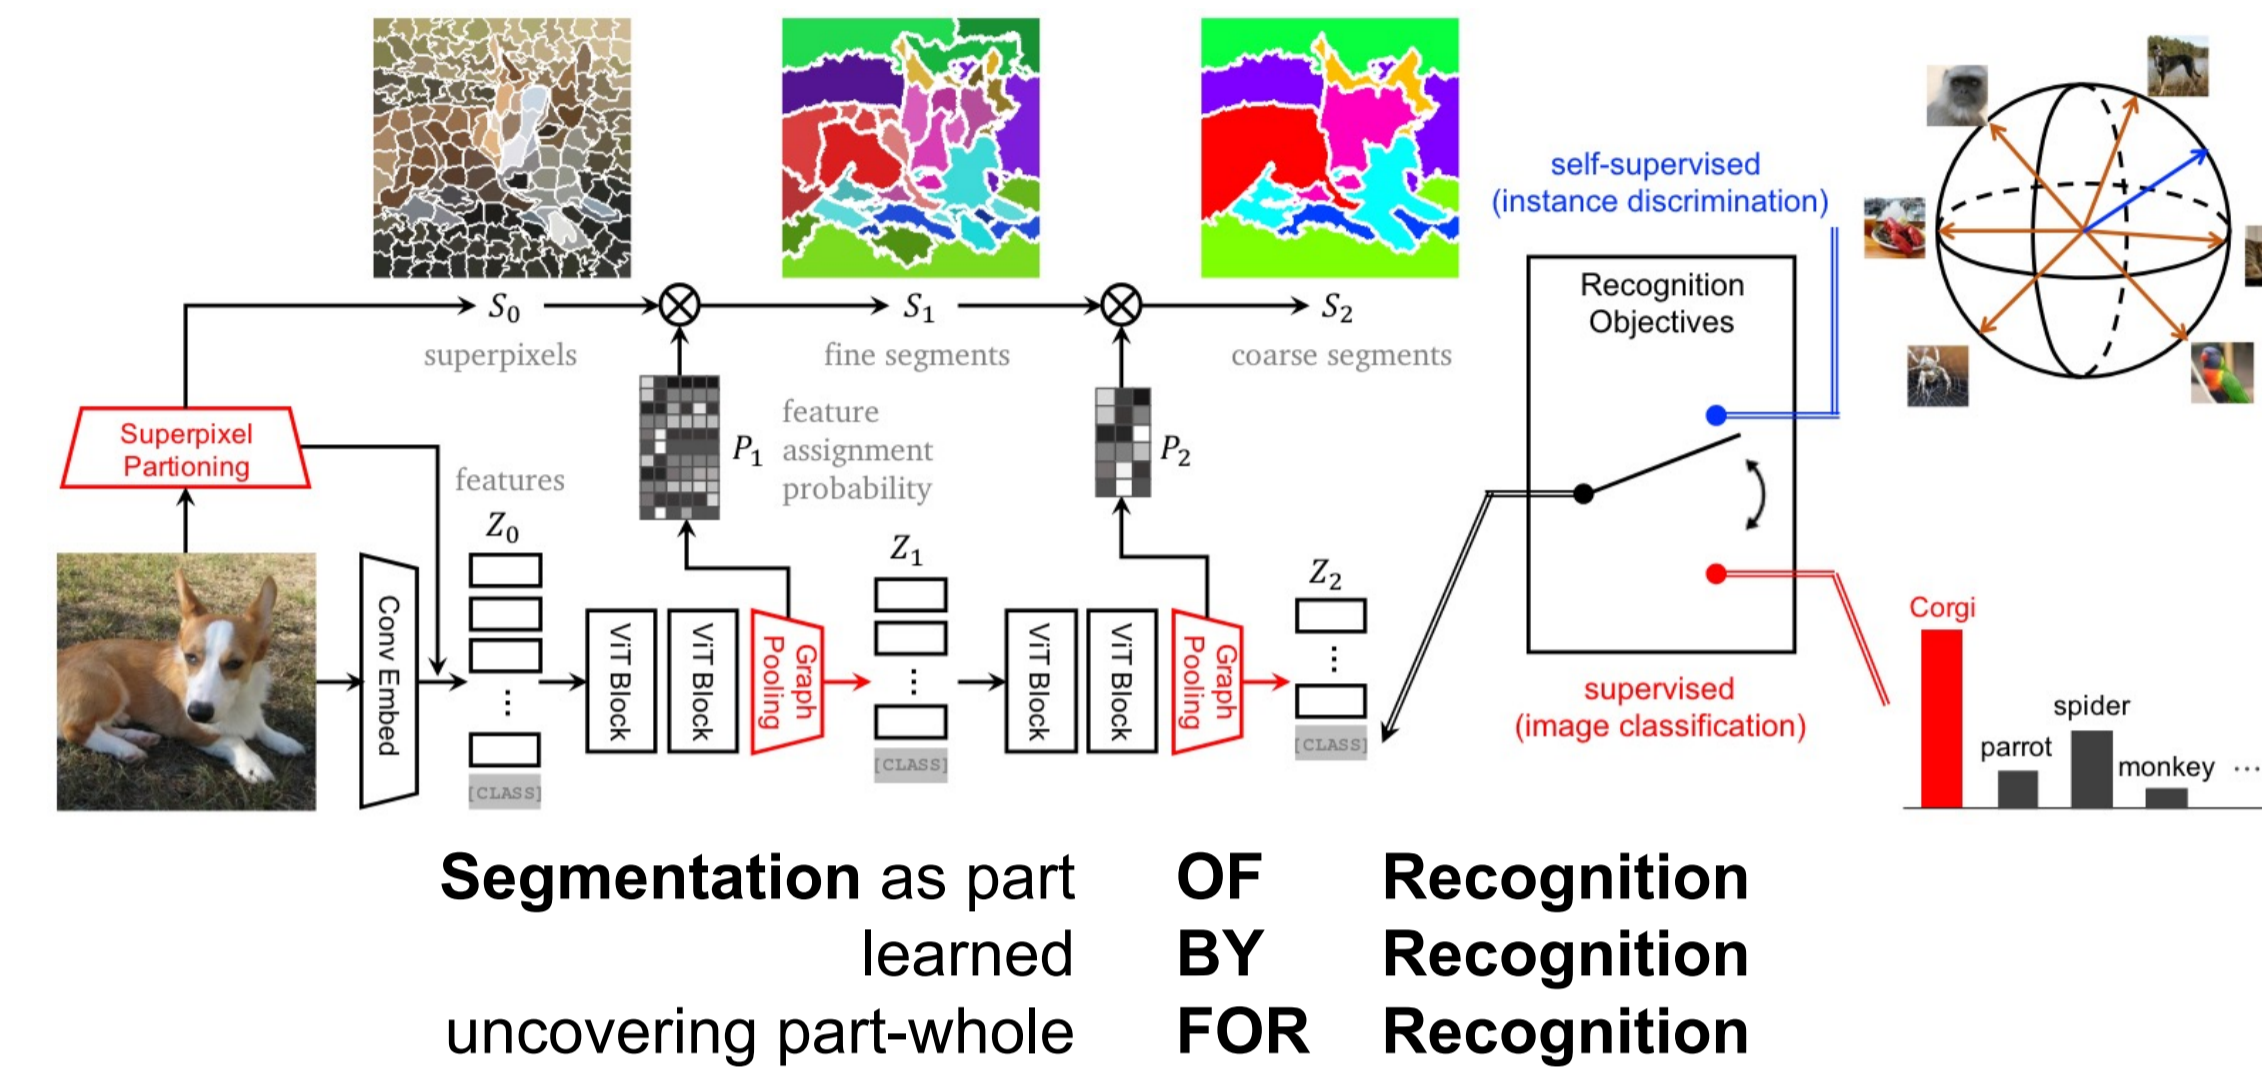 S0
S1
S2
superpixels
fine segments
coarse segments
self-supervised
(instance discrimination)
Recognition
Objectives
Superpixel
Partioning
features
Z0
P1
feature
assignment
probability
Z1
P2
Z2
Conv Embed
ViT Block
ViT Block
Graph
Pooling
ViT Block
ViT Block
Graph
Pooling
[CLASS]
[CLASS]
[CLASS]
supervised
(image classification)
Corgi
parrot
spider
monkey
...
Segmentation as part OF Recognition
learned BY Recognition
uncovering part-whole FOR Recognition